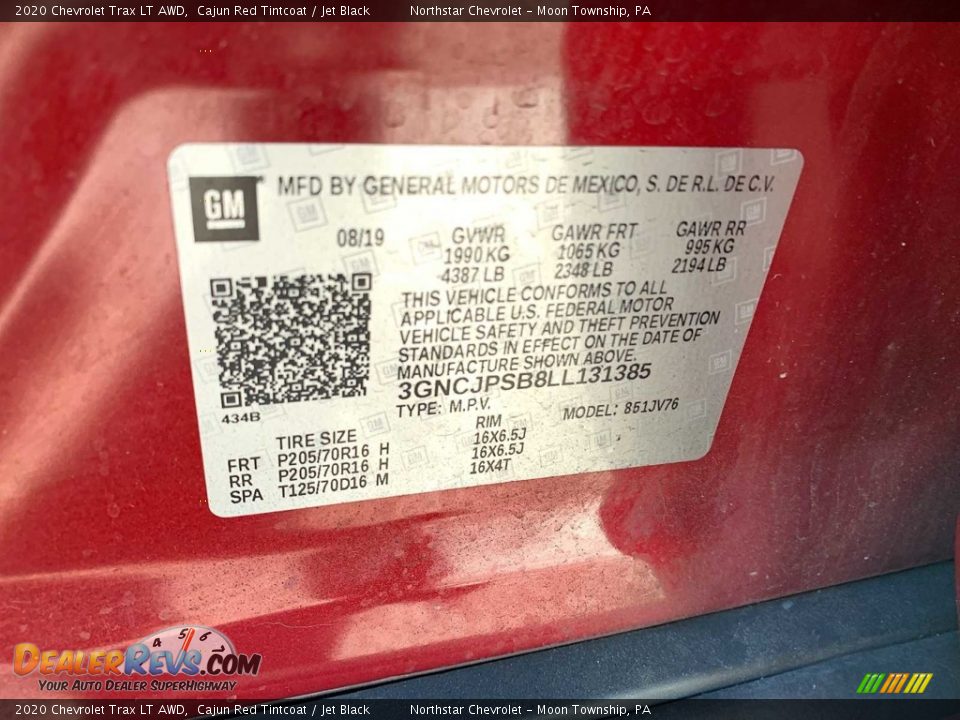 2020 Chevrolet Trax LT AWD, Cajun Red Tintcoat / Jet Black Northstar Chevrolet - Moon Township, PA
GM MFD BY GENERAL MOTORS DE MEXICO, S. DE R.L. DE C.V.
08/19 GVWR GAWR FRT GAWR RR
1990 KG 1065 KG 995 KG
4387 LB 2348 LB 2194 LB
THIS VEHICLE CONFORMS TO ALL
APPLICABLE U.S. FEDERAL MOTOR
VEHICLE SAFETY AND THEFT PREVENTION
STANDARDS IN EFFECT ON THE DATE OF
MANUFACTURE SHOWN ABOVE.
3GNCJPSB8LL131385
434B
TYPE: M.P.V. MODEL: 851JV76
TIRE SIZE RIM
FRT P205/70R16 H 16X6.5J
RR P205/70R16 H 16X6.5J
SPA T125/70D16 M 16X4T
4 5 6
DEALERREVS.COM
YOUR AUTO DEALER SUPERHIGHWAY
2020 Chevrolet Trax LT AWD, Cajun Red Tintcoat / Jet Black Northstar Chevrolet - Moon Township, PA